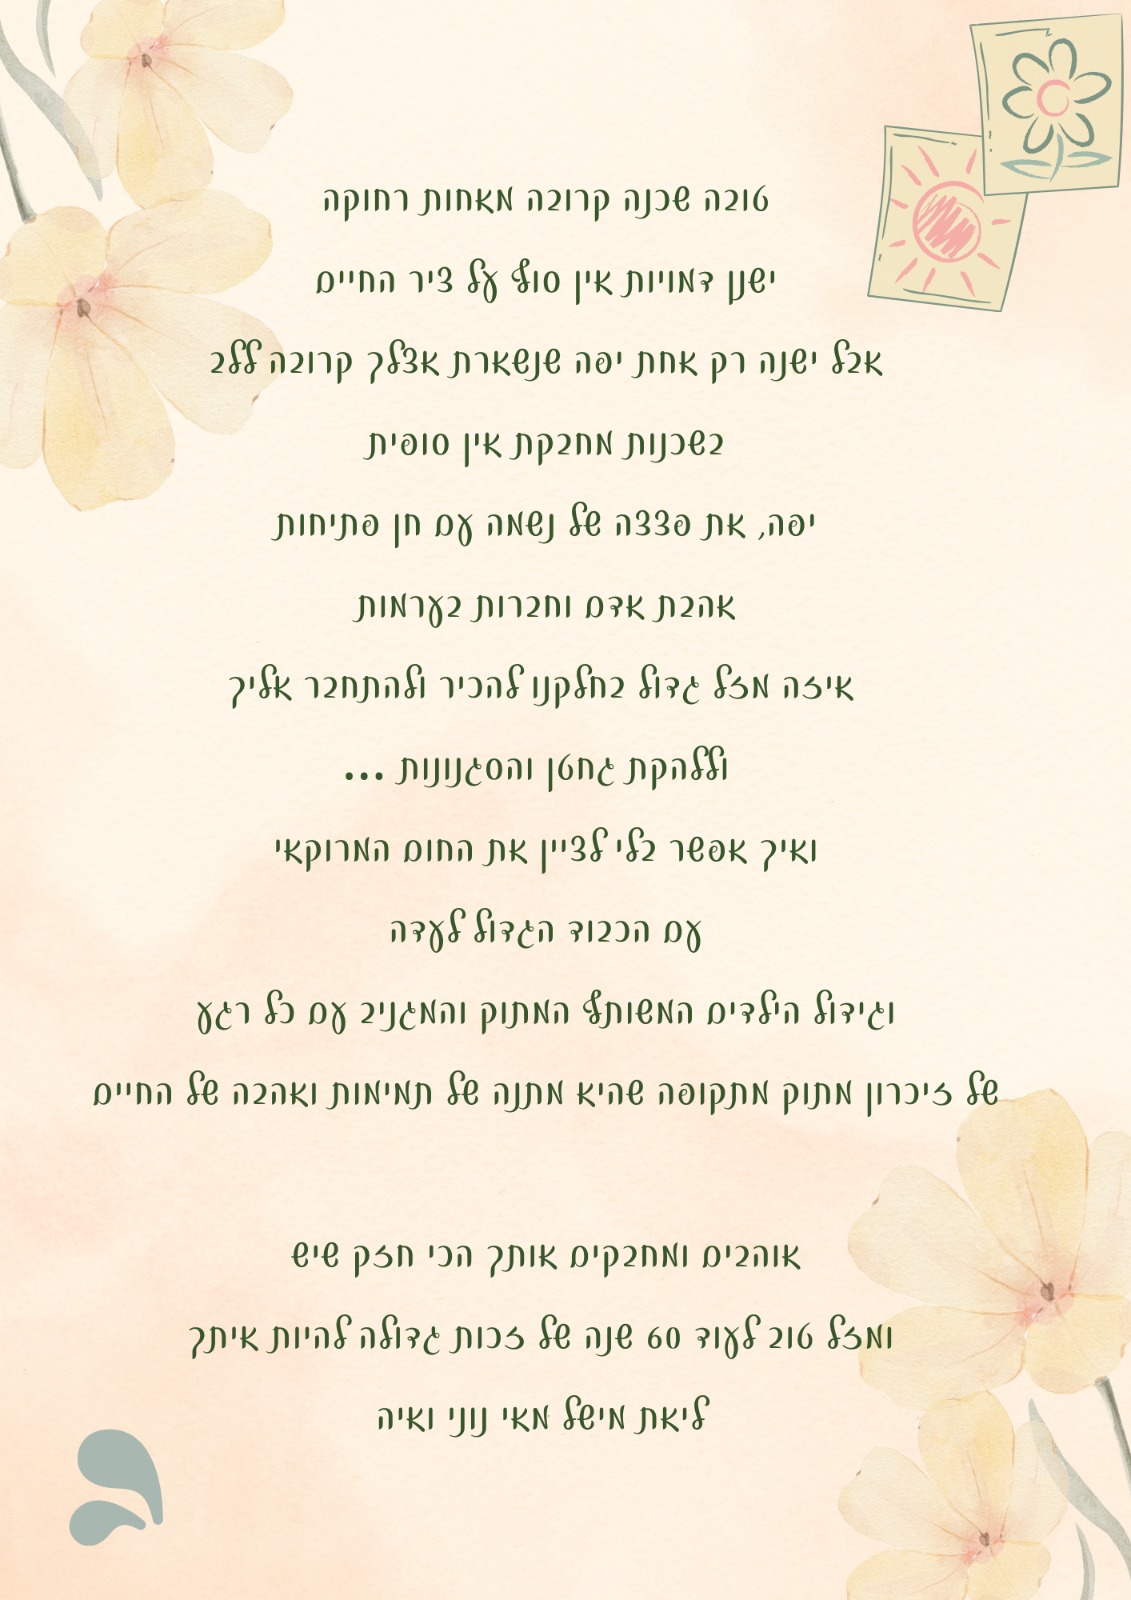 טובה שכנה קרובה מאחות רחוקה
ישנן דמויות אין סוף על ציר החיים
אבל ישנה רק אחת יפה שנשארת אצלך קרובה ללב
בשכנות מחבקת אין סופית
יפה, את פצצה של נשמה עם חן פתיחות
אהבת אדם וחברות בערמות
איזה מזל גדול בחלקנו להכיר ולהתחבר אליך
וללהקת גחטן והסגנונות ...
ואיך אפשר בלי לציין את החום המרוקאי
עם הכבוד הגדול לעדה
וגידול הילדים המשותף המתוק והמגניב עם כל רגע
של זיכרון מתוק מתקופה שהיא מתנה של תמימות ואהבה של החיים
אוהבים ומחבקים אותך הכי חזק שיש
ומזל טוב לעוד 60 שנה של זכות גדולה להיות איתך
ליאת מישל מאי נוני ואיה